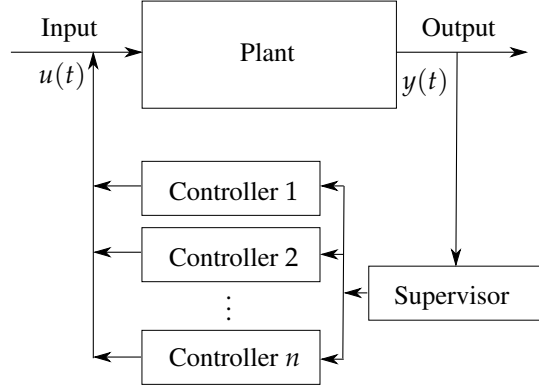 Input
Output
Plant
u(t)
y(t)
Controller 1
Controller 2
⋮
Supervisor
Controller n